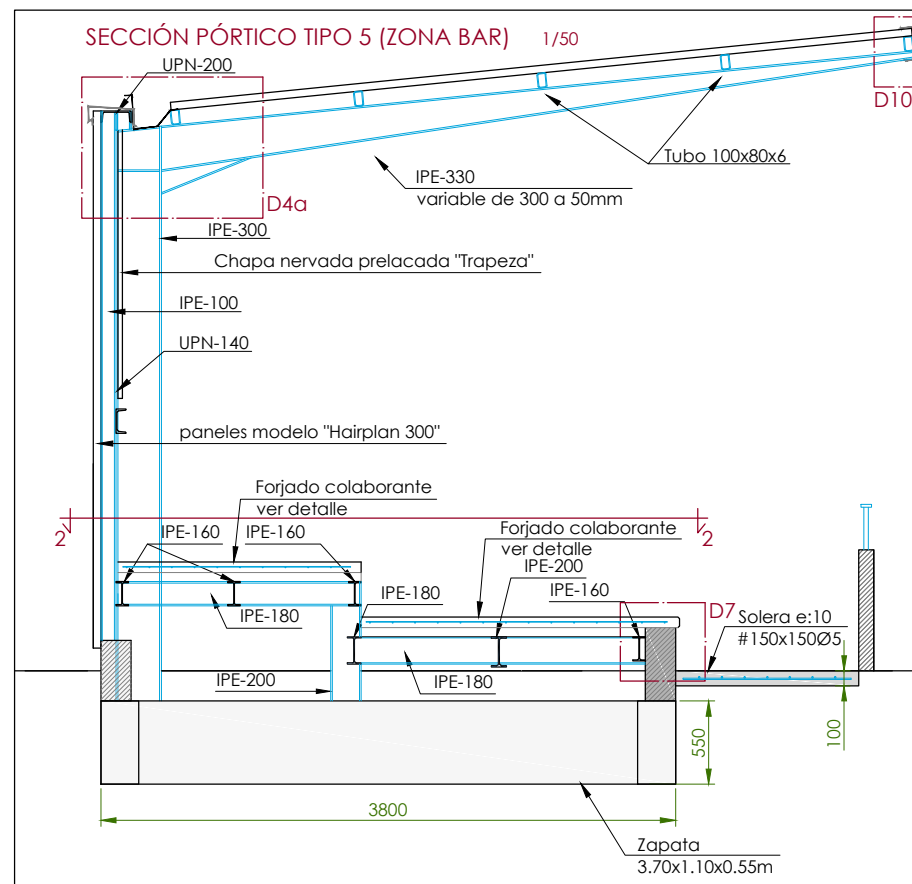 SECCIÓN PÓRTICO TIPO 5 (ZONA BAR) 1/50
UPN-200
D10
Tubo 100x80x6
IPE-330
variable de 300 a 50mm
D4a
IPE-300
Chapa nervada prelacada "Trapeza"
IPE-100
UPN-140
paneles modelo "Hairplan 300"
Forjado colaborante
ver detalle
2
2
IPE-160
IPE-160
Forjado colaborante
ver detalle
IPE-200
IPE-180
IPE-160
IPE-180
D7
Solera e:10
#150x150Ø5
IPE-200
IPE-180
550
100
3800
Zapata
3.70x1.10x0.55m